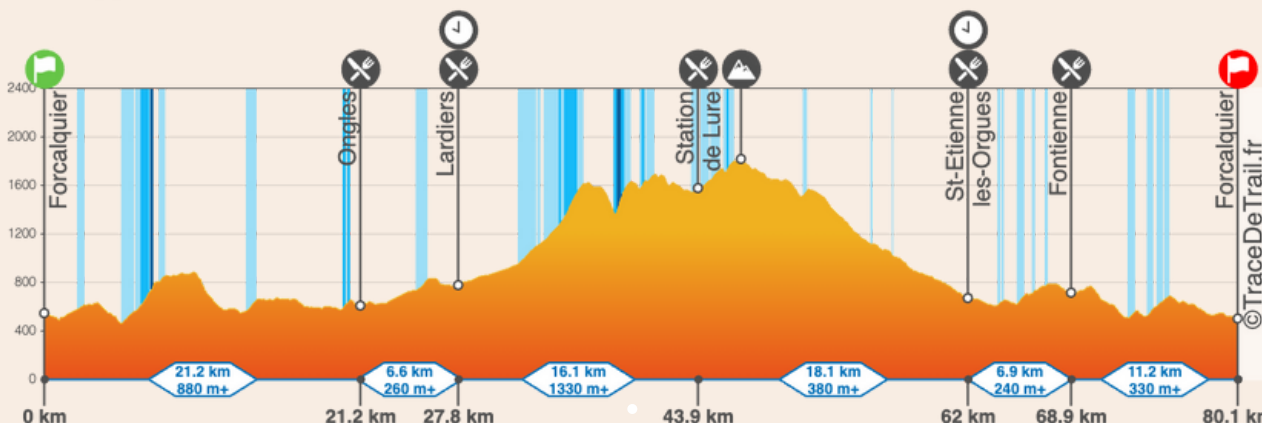 2400
2000
1600
1200
800
400
0
Forcalquier
Ongles
Lardiers
Station
de Lure
St-Etienne
les-Orgues
Fontienne
Forcalquier
©TraceDeTrail.fr
21.2 km
880 m+
6.6 km
260 m+
16.1 km
1330 m+
18.1 km
380 m+
6.9 km
240 m+
11.2 km
330 m+
0 km
21.2 km
27.8 km
43.9 km
62 km
68.9 km
80.1 k